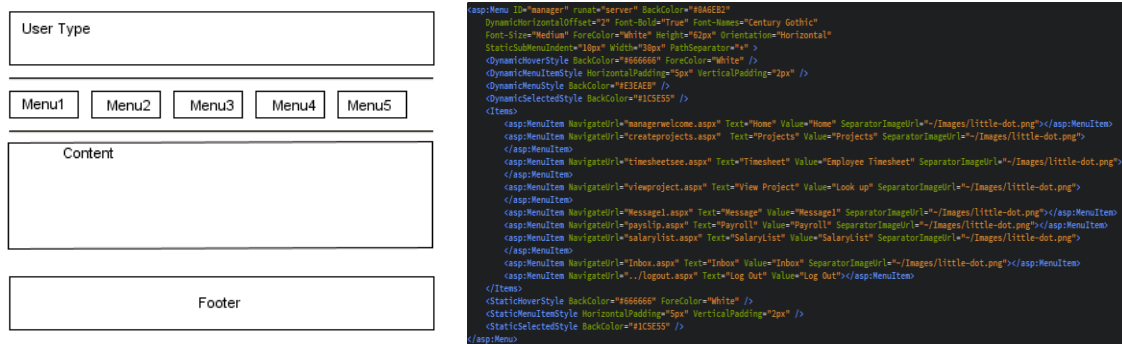 User Type
Menu1 Menu2 Menu3 Menu4 Menu5
Content
Footer
<asp:Menu ID="manager" runat="server" BackColor="#8A6EB2"
DynamicHorizontalOffset="2" Font-Bold="True" Font-Names="Century Gothic"
Font-Size="Medium" ForeColor="White" Height="62px" Orientation="Horizontal"
StaticSubMenuIndent="10px" Width="30px" PathSeparator="*" >
<DynamicHoverStyle BackColor="#666666" ForeColor="White" />
<DynamicMenuItemStyle HorizontalPadding="5px" VerticalPadding="2px" />
<DynamicMenuStyle BackColor="#E3EAEB" />
<DynamicSelectedStyle BackColor="#1C5E55" />
<Items>
<asp:MenuItem NavigateUrl="managerwelcome.aspx" Text="Home" Value="Home" SeparatorImageUrl="~/Images/little-dot.png"></asp:MenuItem>
<asp:MenuItem NavigateUrl="createprojects.aspx" Text="Projects" Value="Projects" SeparatorImageUrl="~/Images/little-dot.png">
</asp:MenuItem>
<asp:MenuItem NavigateUrl="timesheetsee.aspx" Text="Timesheet" Value="Employee Timesheet" SeparatorImageUrl="~/Images/little-dot.png">
</asp:MenuItem>
<asp:MenuItem NavigateUrl="viewproject.aspx" Text="View Project" Value="Look up" SeparatorImageUrl="~/Images/little-dot.png">
</asp:MenuItem>
<asp:MenuItem NavigateUrl="Message1.aspx" Text="Message" Value="Message1" SeparatorImageUrl="~/Images/little-dot.png"></asp:MenuItem>
<asp:MenuItem NavigateUrl="payslip.aspx" Text="Payroll" Value="Payroll" SeparatorImageUrl="~/Images/little-dot.png"></asp:MenuItem>
<asp:MenuItem NavigateUrl="salarylist.aspx" Text="SalaryList" Value="SalaryList" SeparatorImageUrl="~/Images/little-dot.png">
</asp:MenuItem>
<asp:MenuItem NavigateUrl="Inbox.aspx" Text="Inbox" Value="Inbox" SeparatorImageUrl="~/Images/little-dot.png"></asp:MenuItem>
<asp:MenuItem NavigateUrl="../logout.aspx" Text="Log Out" Value="Log Out"></asp:MenuItem>
</Items>
<StaticHoverStyle BackColor="#666666" ForeColor="White" />
<StaticMenuItemStyle HorizontalPadding="5px" VerticalPadding="2px" />
<StaticSelectedStyle BackColor="#1C5E55" />
</asp:Menu>